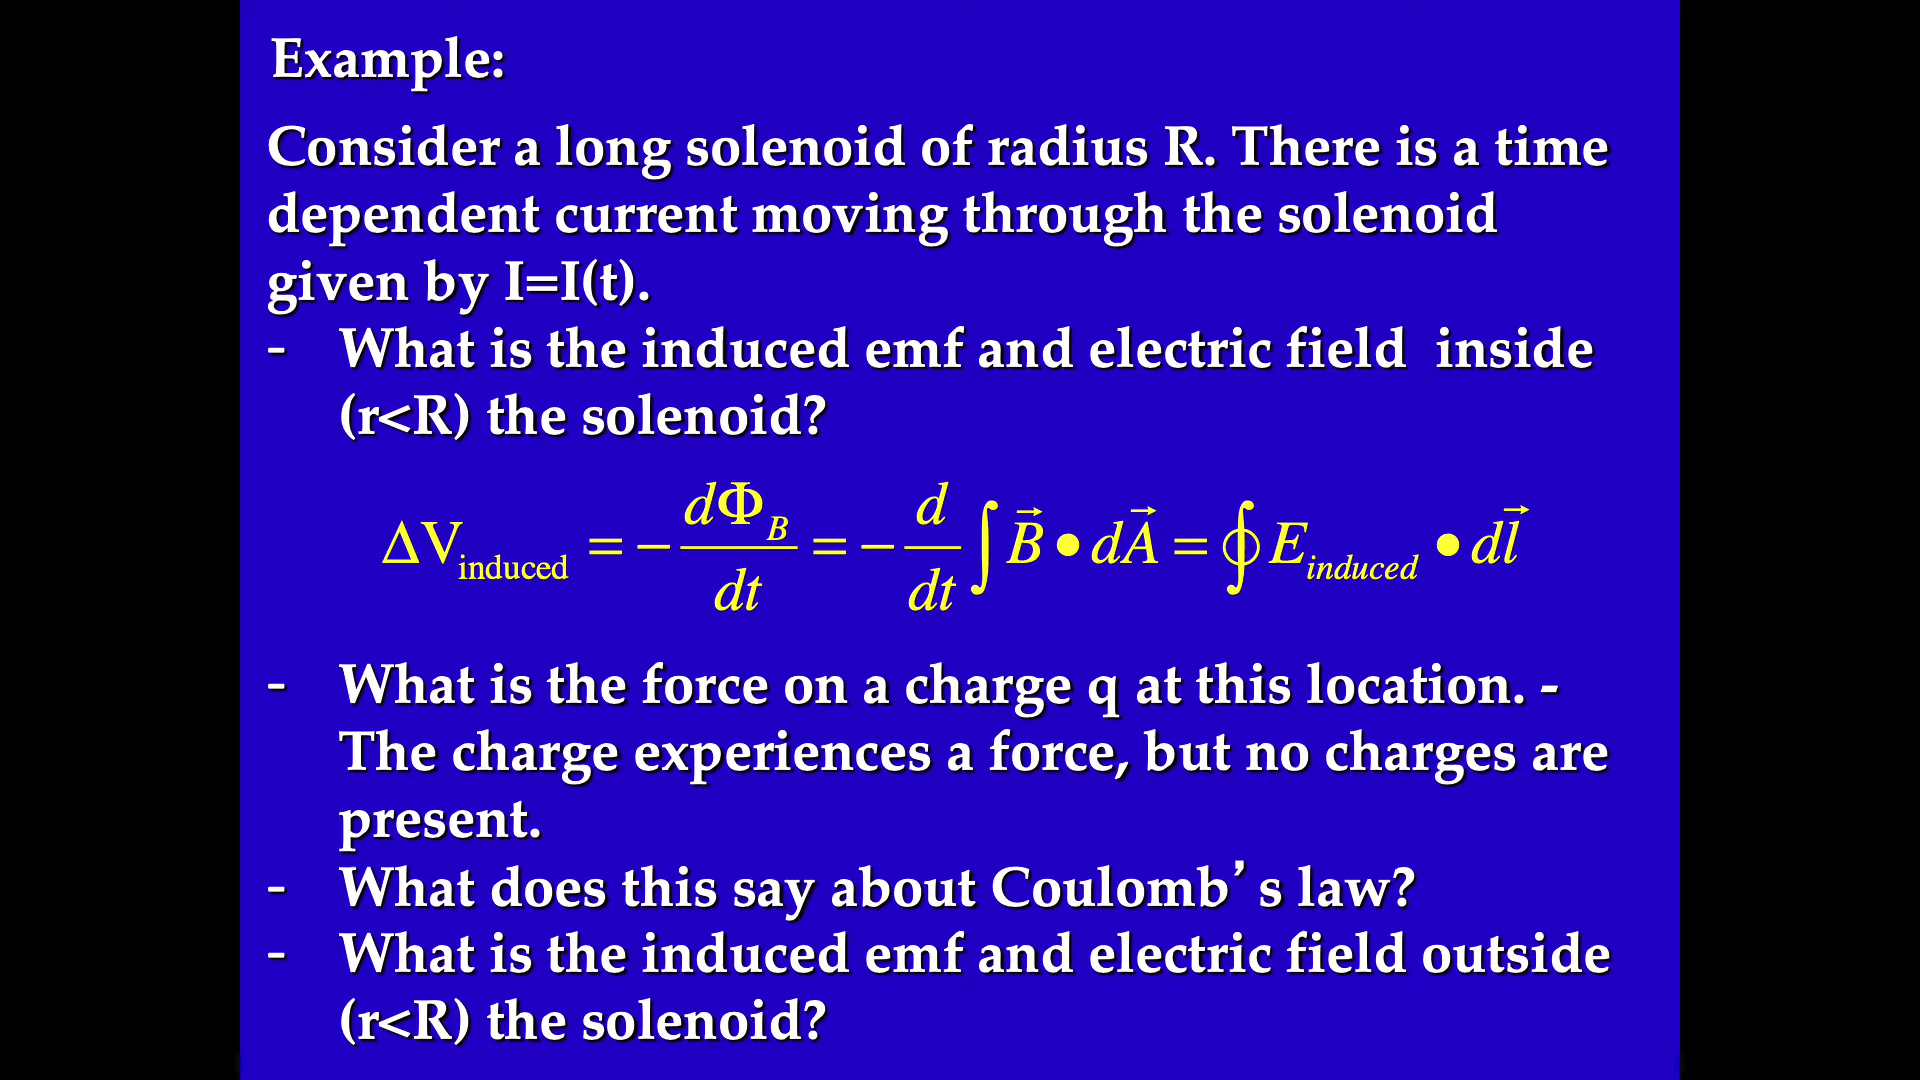 Example:
Consider a long solenoid of radius R. There is a time
dependent current moving through the solenoid
given by I=I(t).
- What is the induced emf and electric field inside
(r<R) the solenoid?
ΔV_induced = − dΦ_B/dt = − d/dt ∫ B⃗ • dA⃗ = ∮ E_induced • dl⃗
- What is the force on a charge q at this location. -
The charge experiences a force, but no charges are
present.
- What does this say about Coulomb’s law?
- What is the induced emf and electric field outside
(r<R) the solenoid?